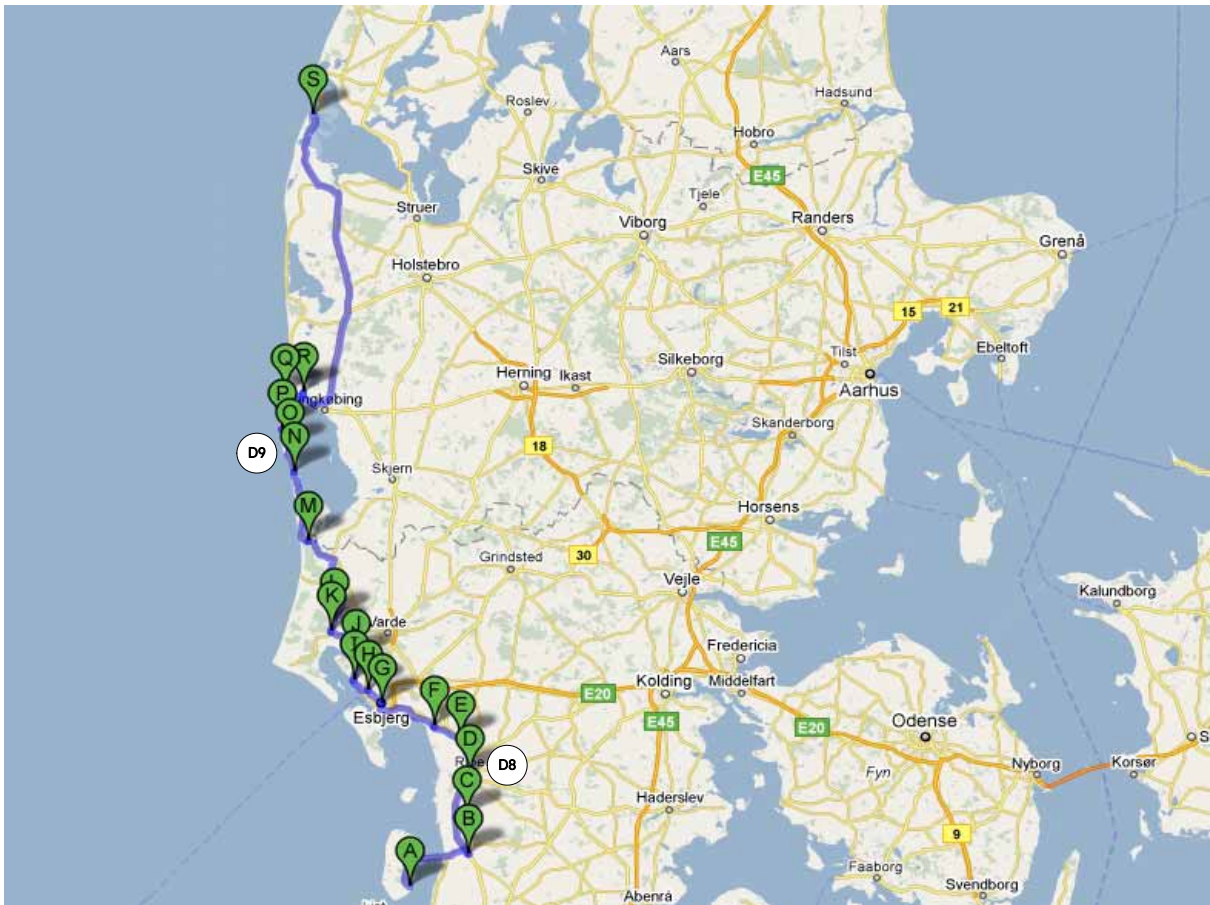 Aars
S
Hadsund
Roslev
Hobro
Skive
E45
Tjele
Struer
Viborg
Randers
Grenå
Holstebro
15
21
Q
R
Silkeborg
Tilst
Ebeltoft
Herning
Ikast
Aarhus
P
ngkøbing
O
Skanderborg
N
D9
18
Skjern
M
Horsens
E45
Grindsted
30
Vejle
L
K
Kalundborg
J
Varde
I
H
Fredericia
G
Kolding
Middelfart
F
E20
Esbjerg
E
E45
Odense
E20
D
D8
Fyn
Nyborg
Korsør
C
Haderslev
B
9
A
Faaborg
Abenrå
Svendborg